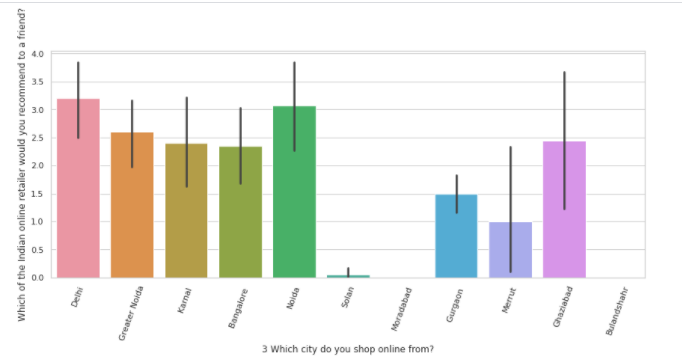 Which of the Indian online retailer would you recommend to a friend?
4.0
3.5
3.0
2.5
2.0
1.5
1.0
0.5
0.0
Delhi
Greater Noida
Karnal
Bangalore
Noida
Solan
Moradabad
Gurgaon
Merrut
Ghaziabad
Bulandshahr
3 Which city do you shop online from?